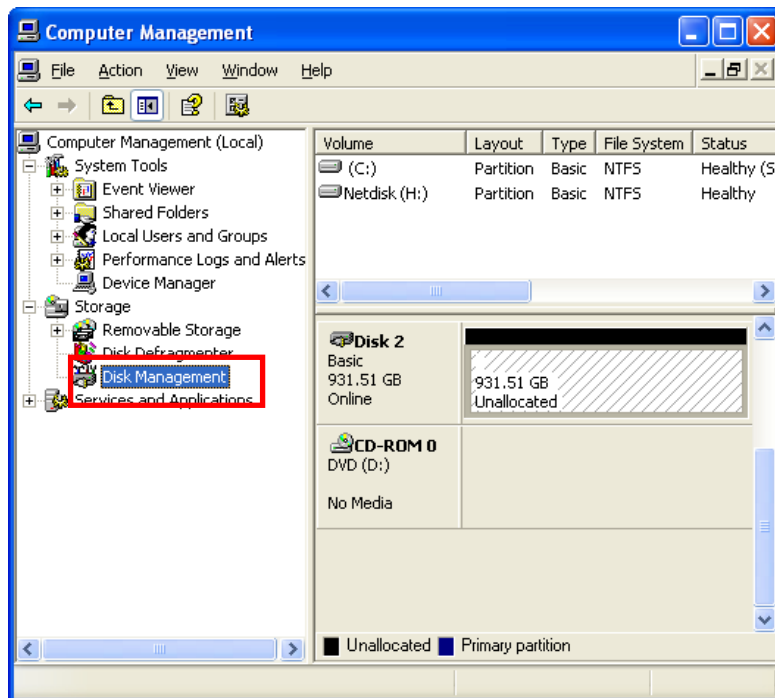 Computer Management
File Action View Window Help
Computer Management (Local)
System Tools
Event Viewer
Shared Folders
Local Users and Groups
Performance Logs and Alerts
Device Manager
Storage
Removable Storage
Disk Defragmenter
Disk Management
Services and Applications
Volume Layout Type File System Status
(C:) Partition Basic NTFS Healthy (S
Netdisk (H:) Partition Basic NTFS Healthy
Disk 2
Basic
931.51 GB
Online
931.51 GB
Unallocated
CD-ROM 0
DVD (D:)
No Media
Unallocated Primary partition